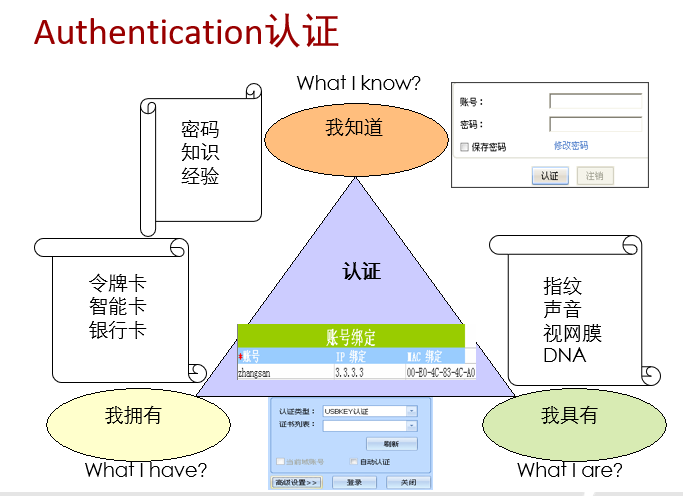 Authentication认证
What I know?
我知道
密码
知识
经验
账号：
密码：
保存密码
修改密码
认证
注销
认证
令牌卡
智能卡
银行卡
指纹
声音
视网膜
DNA
账号绑定
*账号 IP 绑定 MAC 绑定
zhangsan 3.3.3.3 00-E0-4C-83-4C-A0
我拥有
What I have?
认证类型： USBKEY认证
证书列表：
刷新
自动认证
高级设置>> 登录 关闭
我具有
What I are?